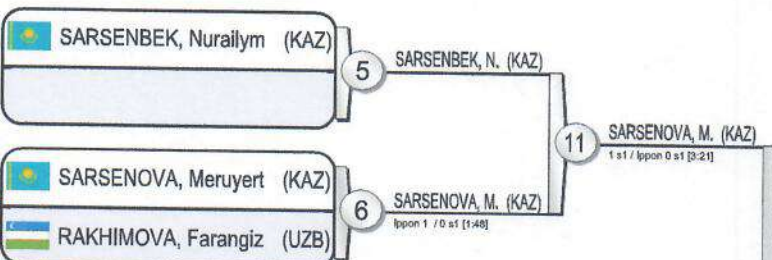 SARSENBEK, Nurailym (KAZ)
5
SARSENBEK, N. (KAZ)
11
SARSENOVA, M. (KAZ)
1 s1 / Ippon 0 s1 [3:21]
SARSENOVA, Meruyert (KAZ)
6
SARSENOVA, M. (KAZ)
Ippon 1 / 0 s1 [1:48]
RAKHIMOVA, Farangiz (UZB)